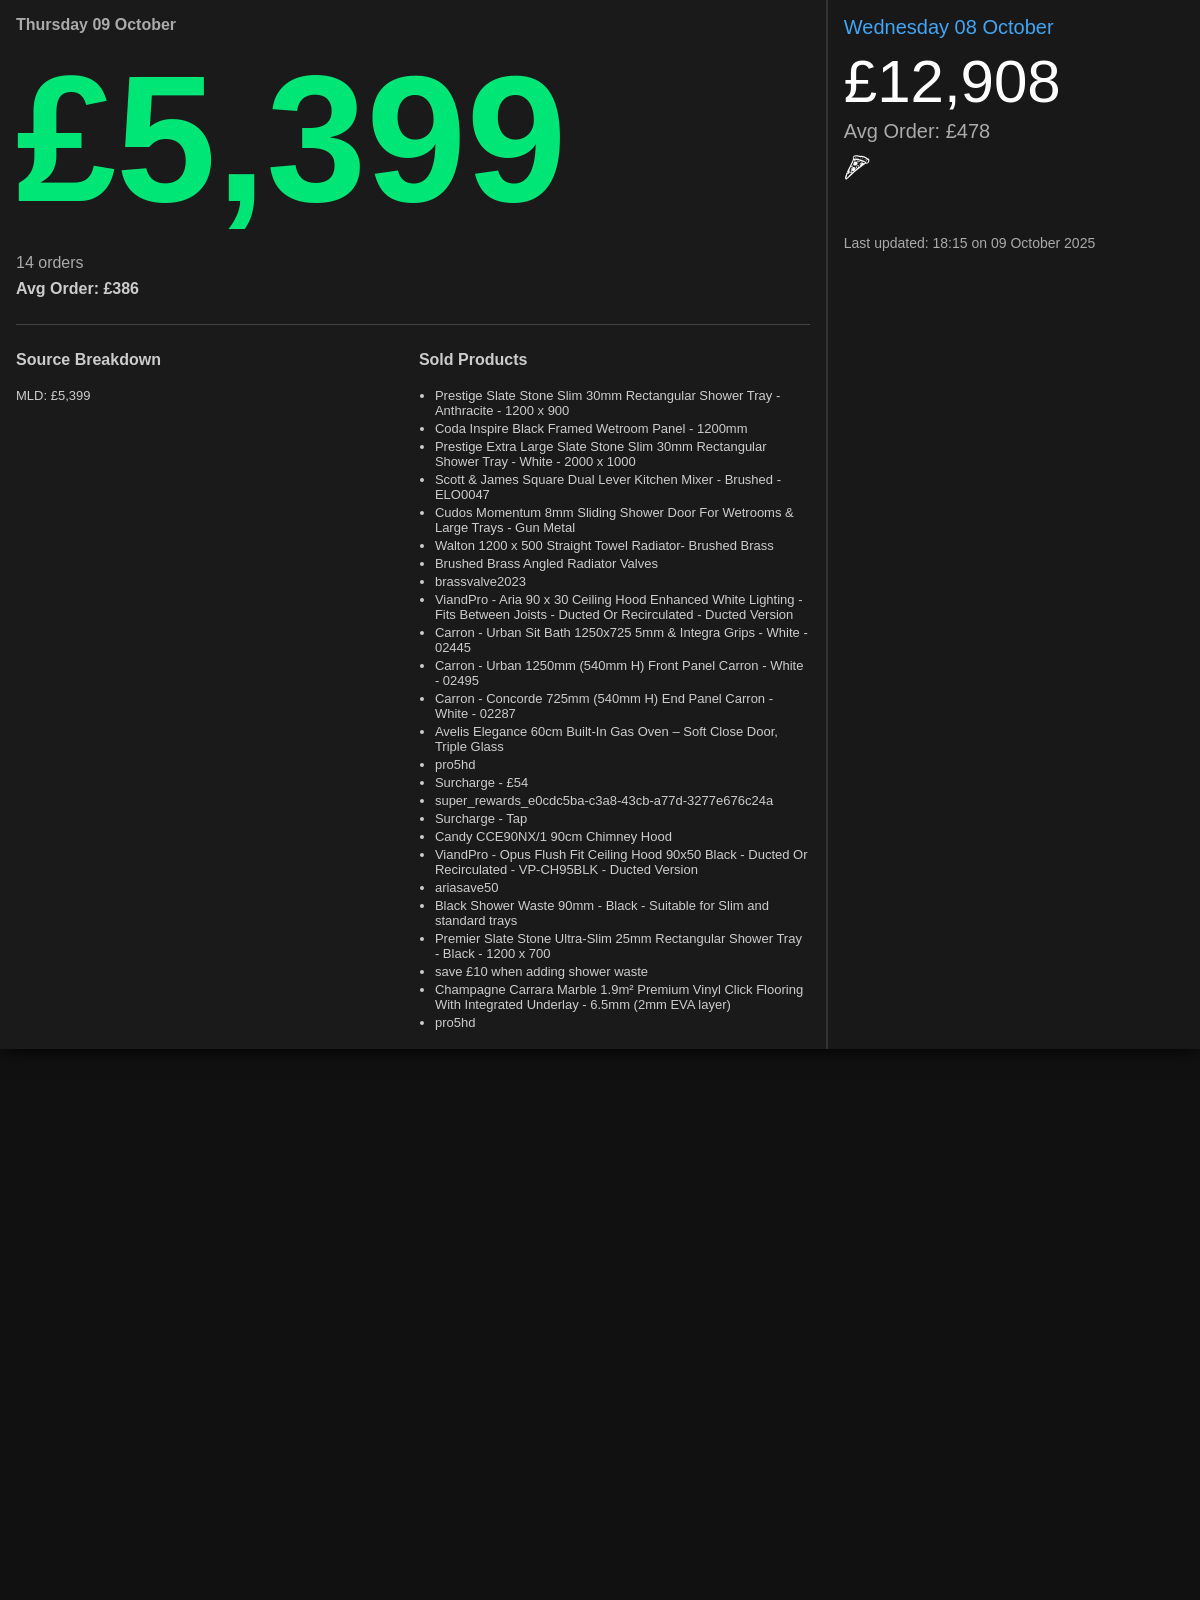 Thursday 09 October
£5,399
14 orders
Avg Order: £386
Source Breakdown
MLD: £5,399
Sold Products
• Prestige Slate Stone Slim 30mm Rectangular Shower Tray -
Anthracite - 1200 x 900
• Coda Inspire Black Framed Wetroom Panel - 1200mm
• Prestige Extra Large Slate Stone Slim 30mm Rectangular
Shower Tray - White - 2000 x 1000
• Scott & James Square Dual Lever Kitchen Mixer - Brushed -
ELO0047
• Cudos Momentum 8mm Sliding Shower Door For Wetrooms &
Large Trays - Gun Metal
• Walton 1200 x 500 Straight Towel Radiator- Brushed Brass
• Brushed Brass Angled Radiator Valves
• brassvalve2023
• ViandPro - Aria 90 x 30 Ceiling Hood Enhanced White Lighting -
Fits Between Joists - Ducted Or Recirculated - Ducted Version
• Carron - Urban Sit Bath 1250x725 5mm & Integra Grips - White -
02445
• Carron - Urban 1250mm (540mm H) Front Panel Carron - White
- 02495
• Carron - Concorde 725mm (540mm H) End Panel Carron -
White - 02287
• Avelis Elegance 60cm Built-In Gas Oven – Soft Close Door,
Triple Glass
• pro5hd
• Surcharge - £54
• super_rewards_e0cdc5ba-c3a8-43cb-a77d-3277e676c24a
• Surcharge - Tap
• Candy CCE90NX/1 90cm Chimney Hood
• ViandPro - Opus Flush Fit Ceiling Hood 90x50 Black - Ducted Or
Recirculated - VP-CH95BLK - Ducted Version
• ariasave50
• Black Shower Waste 90mm - Black - Suitable for Slim and
standard trays
• Premier Slate Stone Ultra-Slim 25mm Rectangular Shower Tray
- Black - 1200 x 700
• save £10 when adding shower waste
• Champagne Carrara Marble 1.9m² Premium Vinyl Click Flooring
With Integrated Underlay - 6.5mm (2mm EVA layer)
• pro5hd
Wednesday 08 October
£12,908
Avg Order: £478
Last updated: 18:15 on 09 October 2025